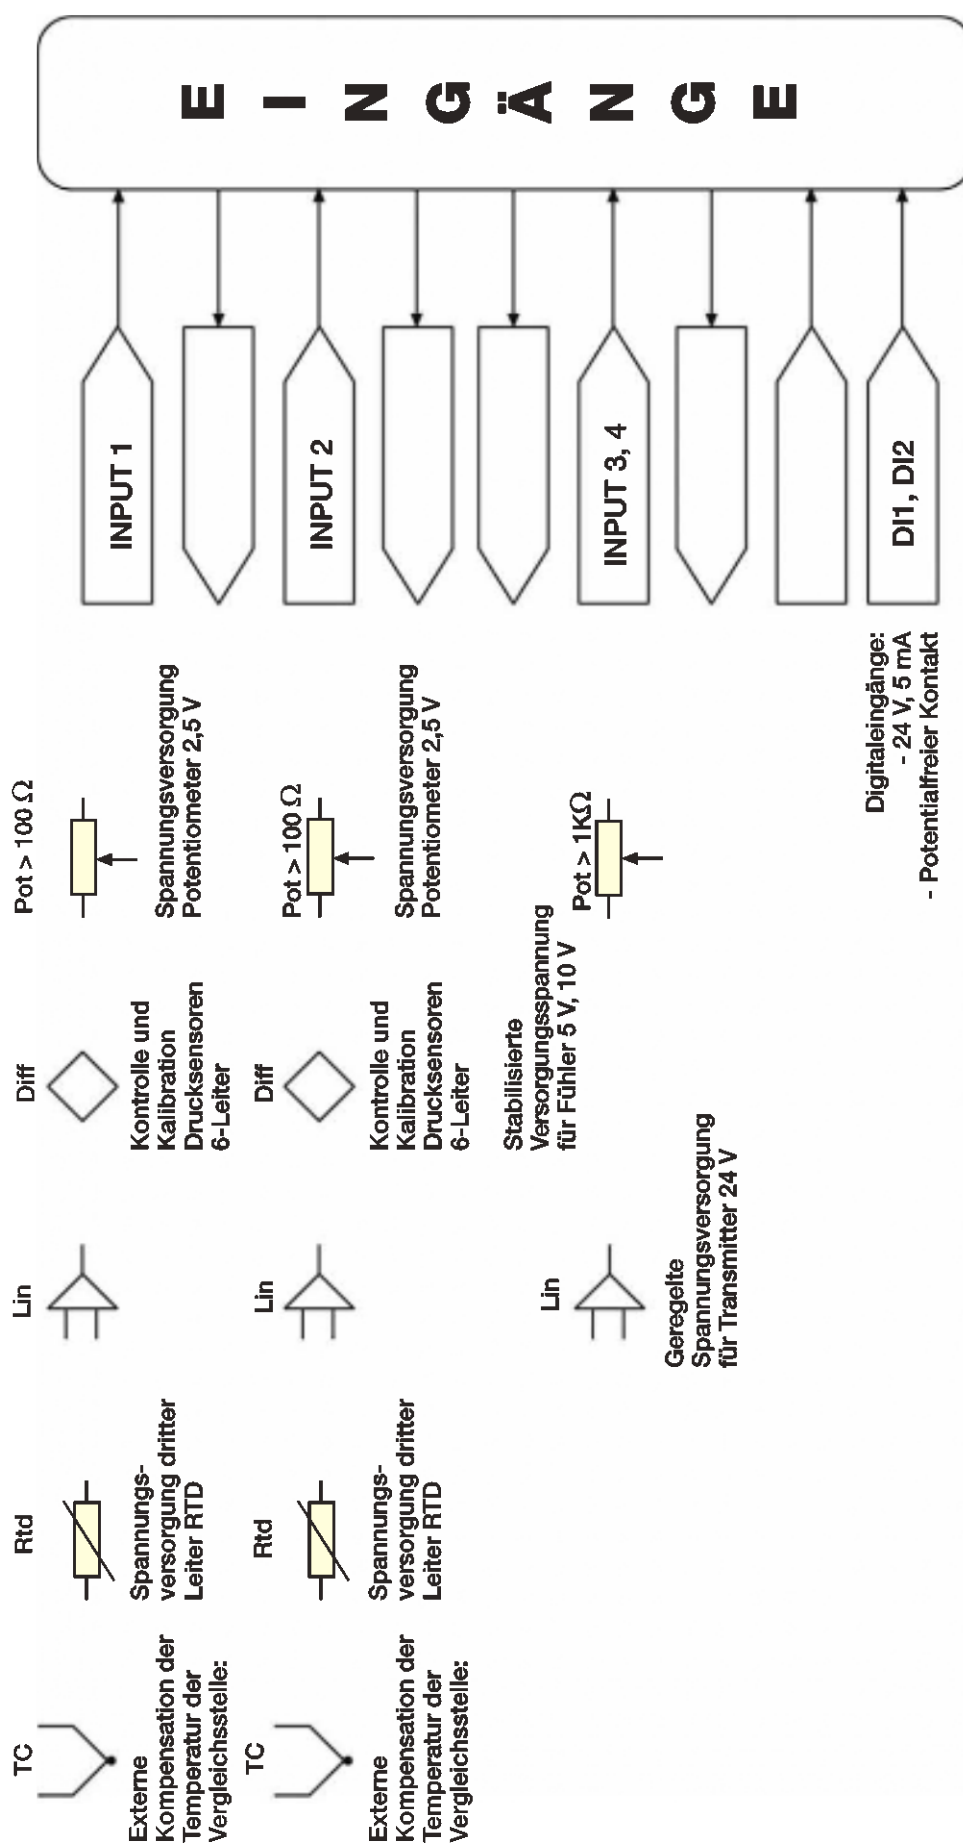 TC
Rtd
Lin
Diff
Pot > 100 Ω
INPUT 1
Externe
Kompensation der
Temperatur der
Vergleichsstelle:
Spannungs-
versorgung dritter
Leiter RTD
Kontrolle und
Kalibration
Drucksensoren
6-Leiter
Spannungsversorgung
Potentiometer 2,5 V
TC
Rtd
Lin
Diff
Pot > 100 Ω
INPUT 2
Externe
Kompensation der
Temperatur der
Vergleichsstelle:
Spannungs-
versorgung dritter
Leiter RTD
Kontrolle und
Kalibration
Drucksensoren
6-Leiter
Spannungsversorgung
Potentiometer 2,5 V
Stabilisierte
Versorgungsspannung
für Fühler 5 V, 10 V
Lin
Pot > 1KΩ
INPUT 3, 4
Geregelte
Spannungsversorgung
für Transmitter 24 V
Digitaleingänge:
- 24 V, 5 mA
- Potentialfreier Kontakt
DI1, DI2
EINGÄNGE